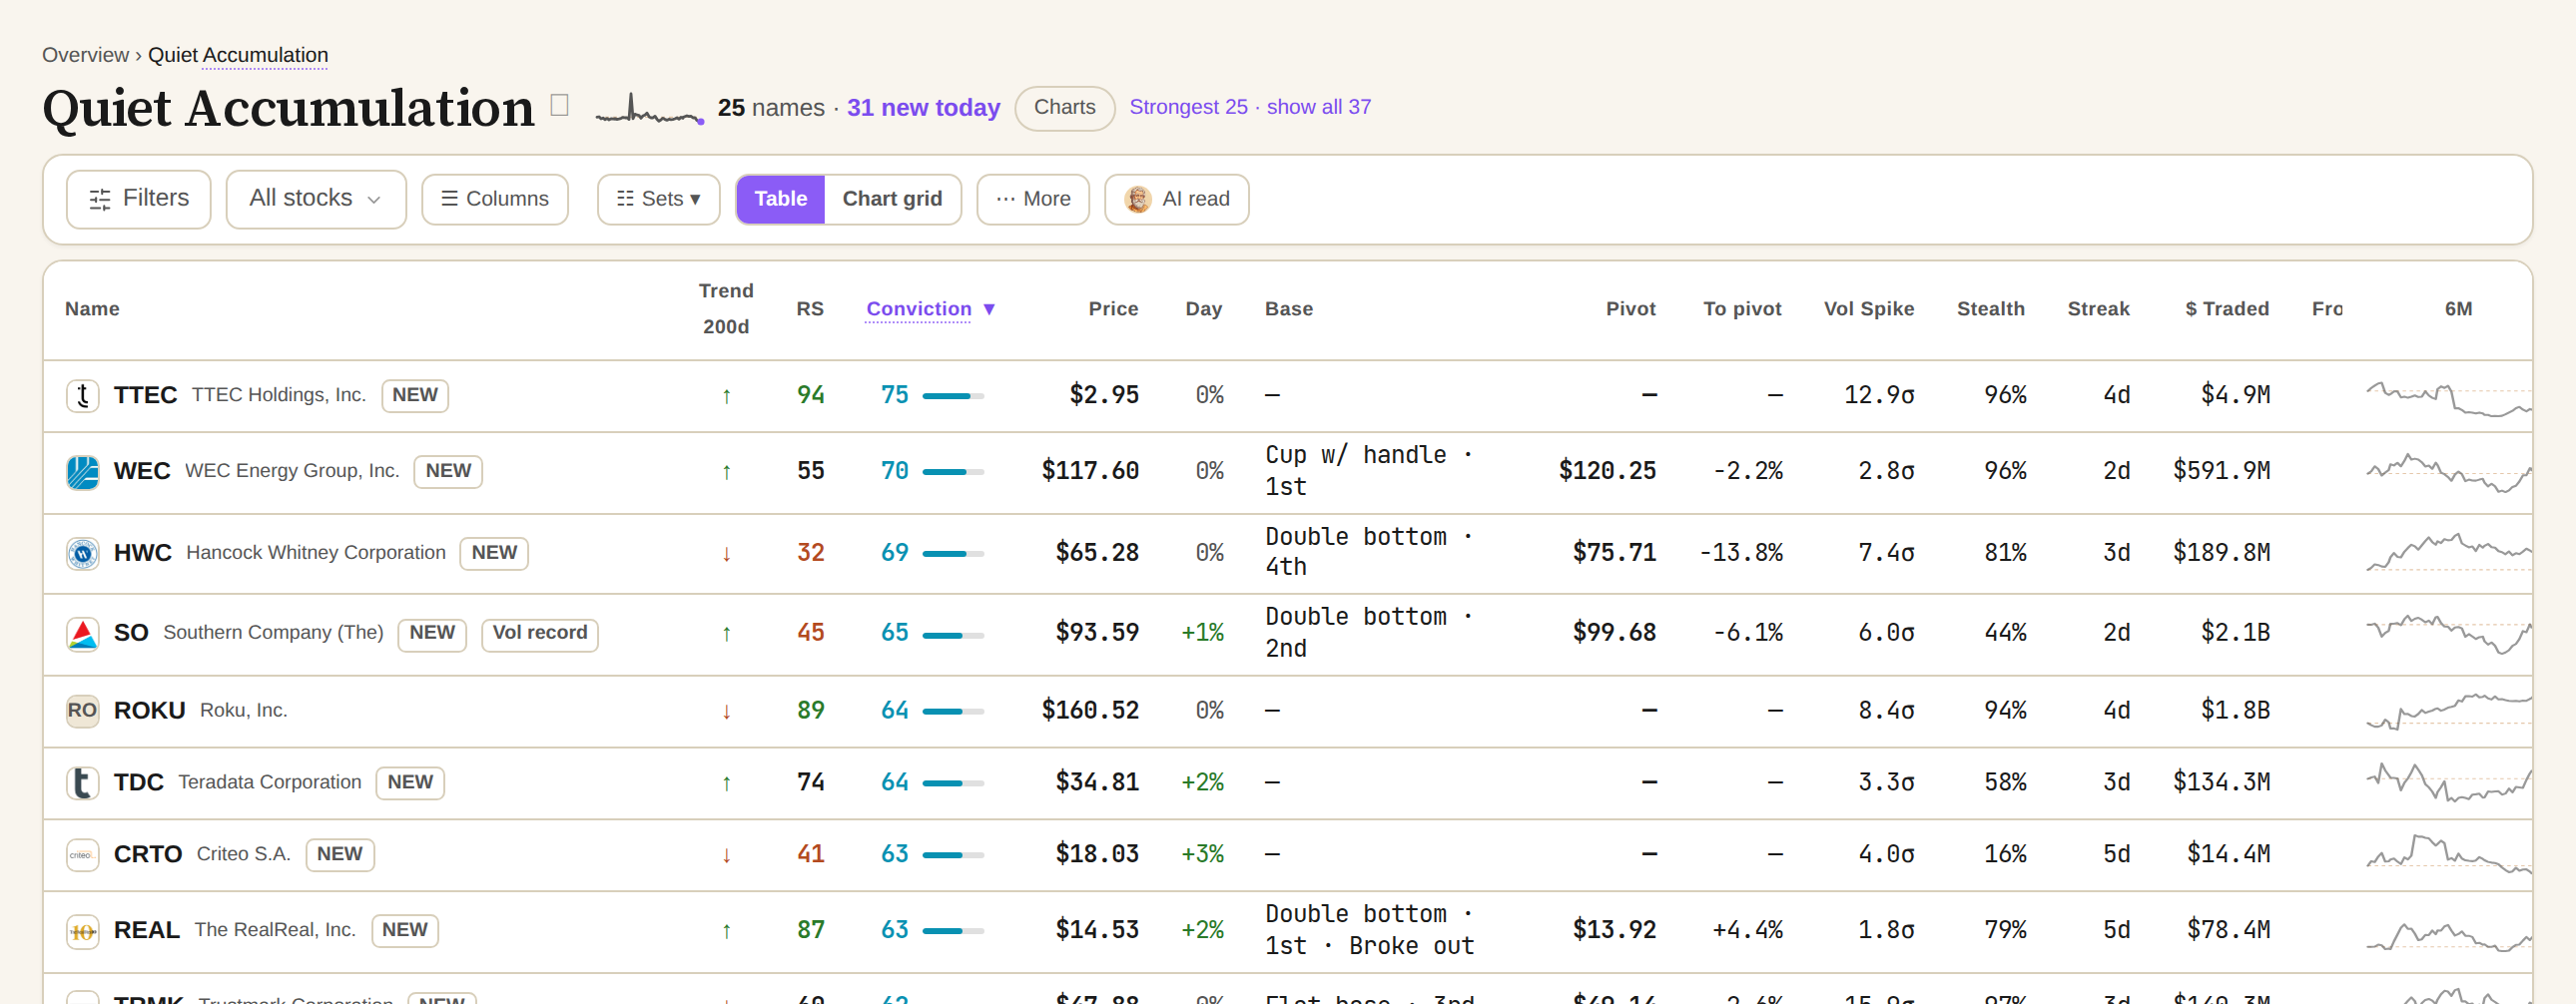 Overview › Quiet Accumulation
Quiet Accumulation 25 names · 31 new today Charts Strongest 25 · show all 37
Filters All stocks Columns Sets ▾ Table Chart grid ··· More AI read
Name Trend 200d RS Conviction ▼ Price Day Base Pivot To pivot Vol Spike Stealth Streak $ Traded Fro 6M
TTEC TTEC Holdings, Inc. NEW ↑ 94 75 $2.95 0% — — — 12.9σ 96% 4d $4.9M
WEC WEC Energy Group, Inc. NEW ↑ 55 70 $117.60 0% Cup w/ handle · 1st $120.25 -2.2% 2.8σ 96% 2d $591.9M
HWC Hancock Whitney Corporation NEW ↓ 32 69 $65.28 0% Double bottom · 4th $75.71 -13.8% 7.4σ 81% 3d $189.8M
SO Southern Company (The) NEW Vol record ↑ 45 65 $93.59 +1% Double bottom · 2nd $99.68 -6.1% 6.0σ 44% 2d $2.1B
RO ROKU Roku, Inc. ↓ 89 64 $160.52 0% — — — 8.4σ 94% 4d $1.8B
TDC Teradata Corporation NEW ↑ 74 64 $34.81 +2% — — — 3.3σ 58% 3d $134.3M
criteo CRTO Criteo S.A. NEW ↓ 41 63 $18.03 +3% — — — 4.0σ 16% 5d $14.4M
REAL The RealReal, Inc. NEW ↑ 87 63 $14.53 +2% Double bottom · 1st · Broke out $13.92 +4.4% 1.8σ 79% 5d $78.4M
TRMK Trustmark Corporation NEW